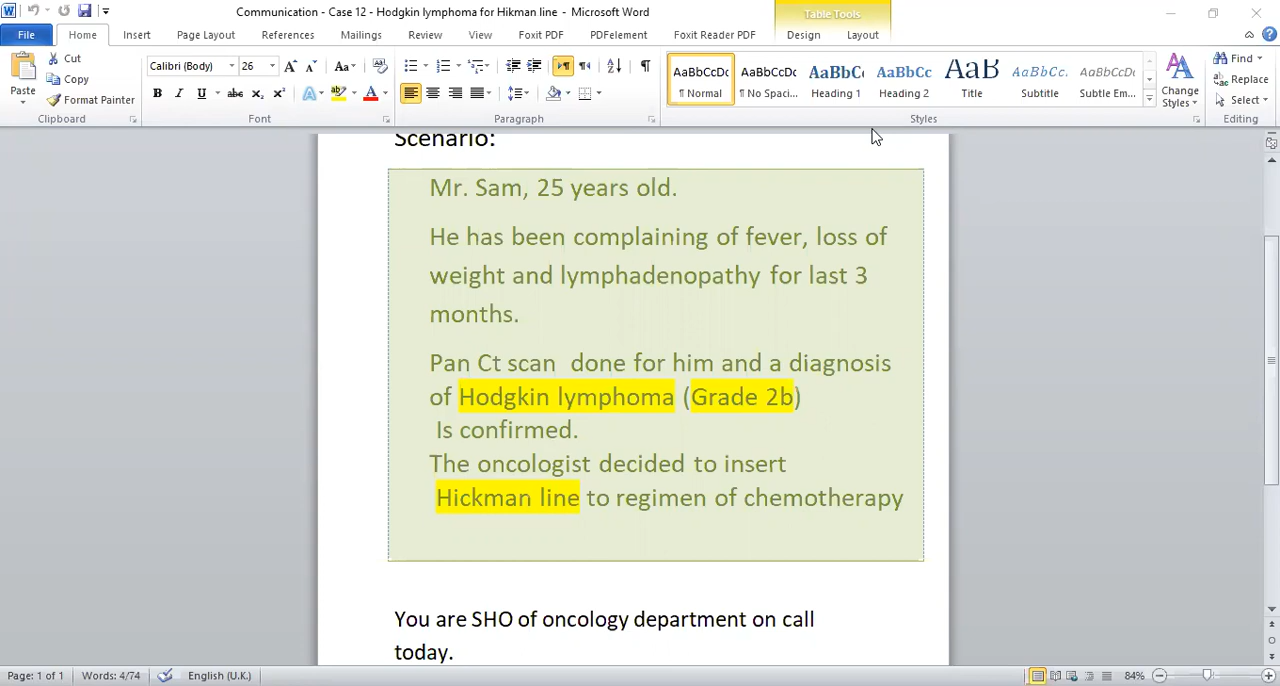 Communication - Case 12 - Hodgkin lymphoma for Hikman line - Microsoft Word
Table Tools
File Home Insert Page Layout References Mailings Review View Foxit PDF PDFelement Foxit Reader PDF Design Layout
Paste
Cut
Copy
Format Painter
Clipboard
Calibri (Body) 26
Font
Paragraph
AaBbCcDc AaBbCcDc AaBbCc AaBbCc AaB AaBbCc. AaBbCcDc
¶ Normal ¶ No Spaci... Heading 1 Heading 2 Title Subtitle Subtle Em...
Styles
Change
Styles
Find
Replace
Select
Editing
Scenario:
Mr. Sam, 25 years old.
He has been complaining of fever, loss of
weight and lymphadenopathy for last 3
months.
Pan Ct scan done for him and a diagnosis
of Hodgkin lymphoma (Grade 2b)
Is confirmed.
The oncologist decided to insert
Hickman line to regimen of chemotherapy
You are SHO of oncology department on call
today.
Page: 1 of 1 Words: 4/74 English (U.K.) 84%